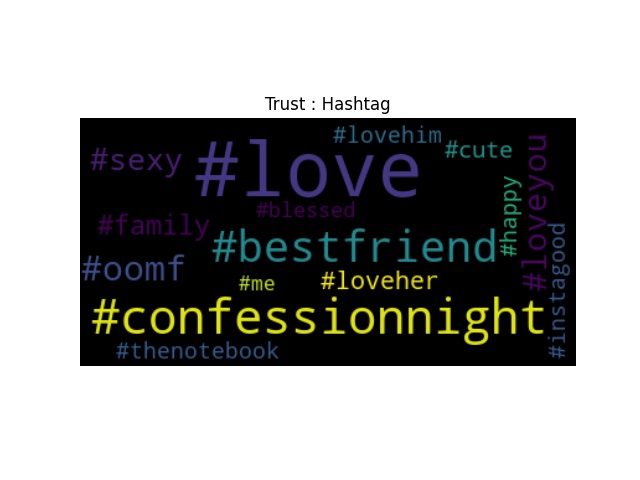 Trust : Hashtag
#lovehim
#cute
#sexy
#love
#loveyou
#happy
#blessed
#family
#bestfriend
#instagood
#oomf
#me
#loveher
#confessionnight
#thenotebook